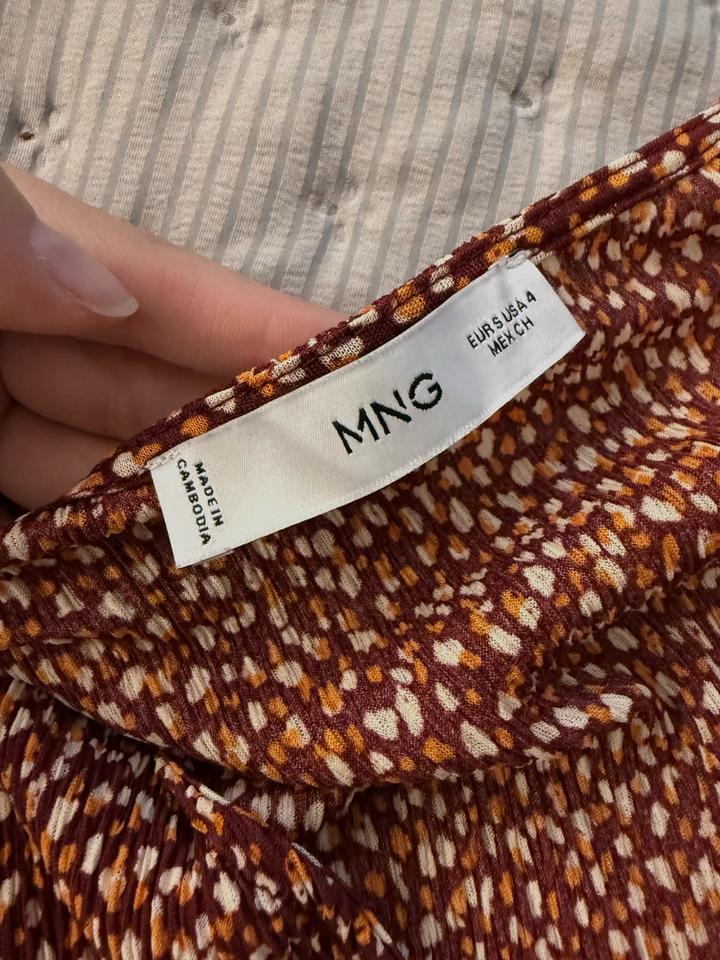 MADE IN
CAMBODIA
MNG
EUR S USA 4
MEX CH